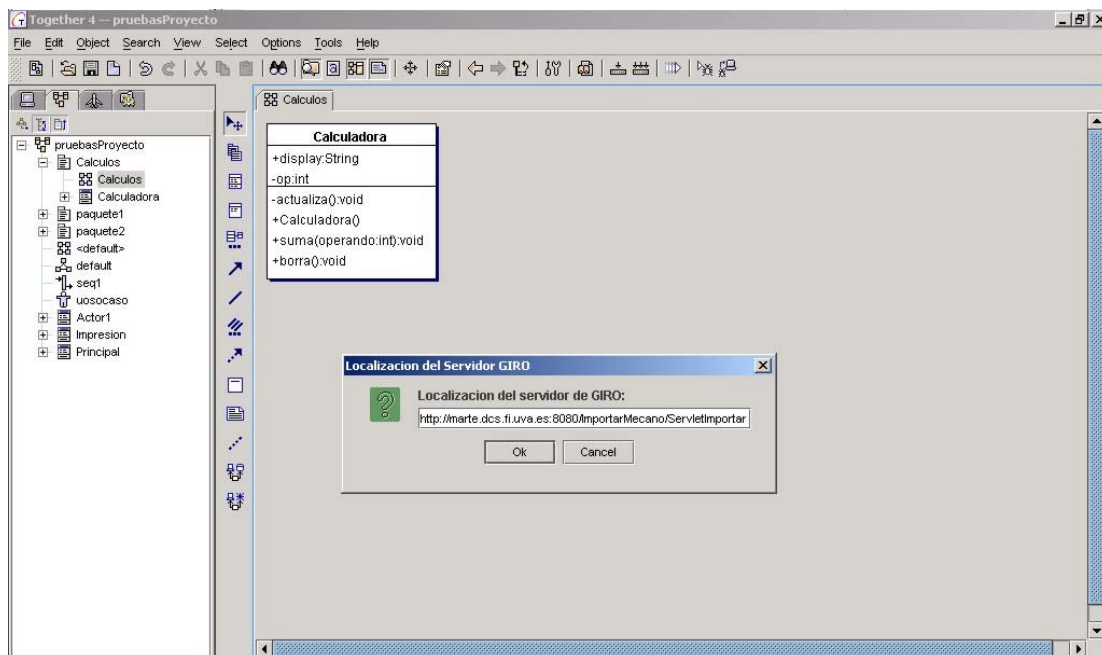 Together 4 -- pruebasProyecto
File Edit Object Search View Select Options Tools Help
Calculos
pruebasProyecto
Calculos
Calculos
Calculadora
paquete1
paquete2
<default>
default
seq1
uosocaso
Actor1
Impresion
Principal
Calculadora
+display:String
-op:int
-actualiza():void
+Calculadora()
+suma(operando:int):void
+borra():void
Localizacion del Servidor GIRO
Localizacion del servidor de GIRO:
http://marte.dcs.fi.uva.es:8080/ImportarMecano/ServletImportar
Ok Cancel